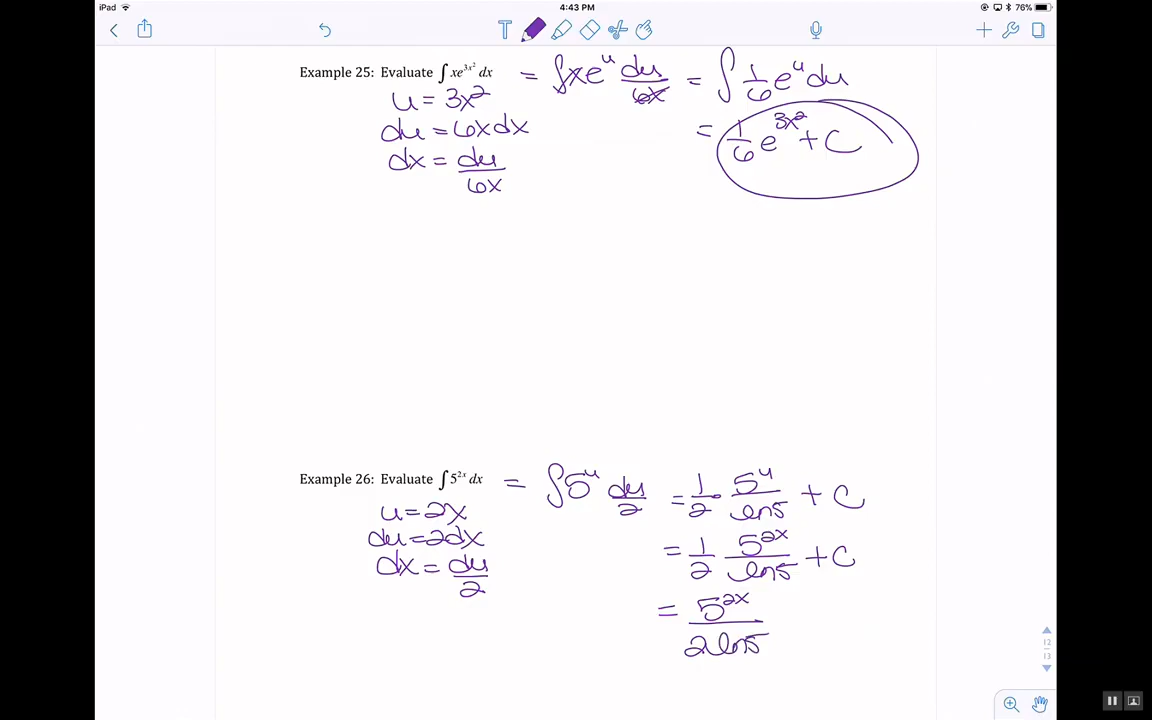 iPad 4:43 PM 76%
T
Example 25: Evaluate ∫xe^{3x²} dx = ∫xe^u du/6x = ∫1/6 e^u du
u = 3x²
du = 6x dx
dx = du/6x
= 1/6 e^{3x²} + C
Example 26: Evaluate ∫5^{2x} dx = ∫5^u du/2 = 1/2 · 5^u/ln5 + C
u = 2x
du = 2dx
dx = du/2
= 1/2 5^{2x}/ln5 + C
= 5^{2x}/2ln5
12
13